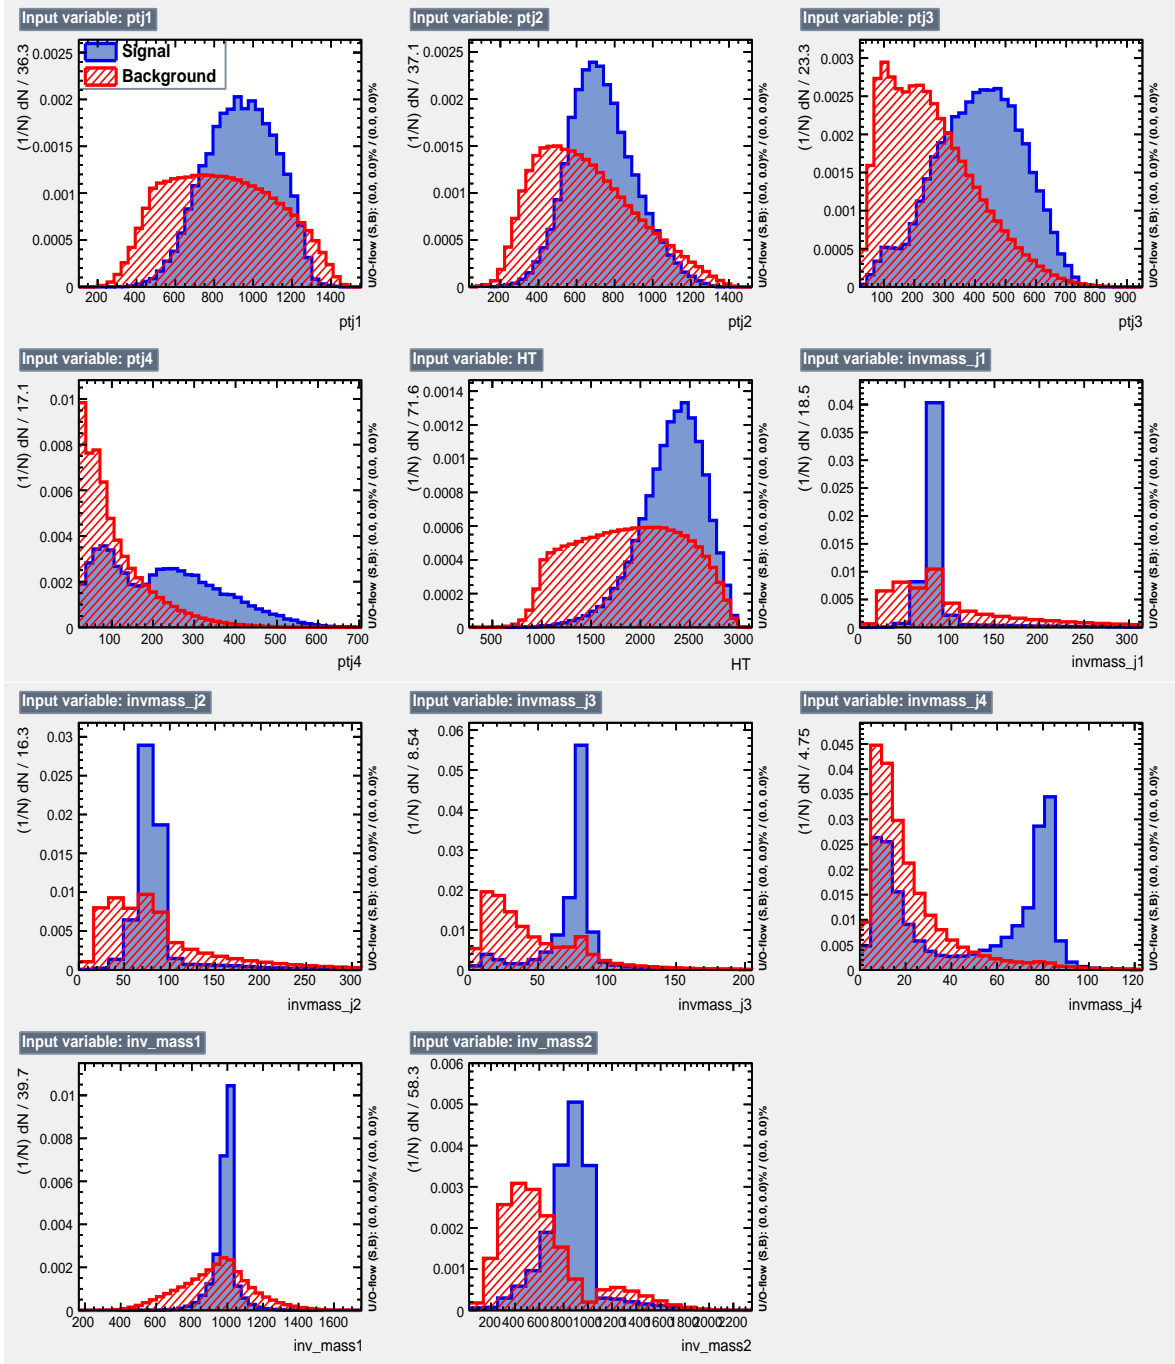 Input variable: ptj1
(1/N) dN / 36.3
0.0025
0.002
0.0015
0.001
0.0005
0
Signal
Background
200 400 600 800 1000 1200 1400
ptj1
U/O-flow (S,B): (0.0, 0.0)% / (0.0, 0.0)%
Input variable: ptj2
(1/N) dN / 37.1
0.0025
0.002
0.0015
0.001
0.0005
0
200 400 600 800 1000 1200 1400
ptj2
U/O-flow (S,B): (0.0, 0.0)% / (0.0, 0.0)%
Input variable: ptj3
(1/N) dN / 23.3
0.003
0.0025
0.002
0.0015
0.001
0.0005
0
100 200 300 400 500 600 700 800 900
ptj3
U/O-flow (S,B): (0.0, 0.0)% / (0.0, 0.0)%
Input variable: ptj4
(1/N) dN / 17.1
0.01
0.008
0.006
0.004
0.002
0
100 200 300 400 500 600 700
ptj4
U/O-flow (S,B): (0.0, 0.0)% / (0.0, 0.0)%
Input variable: HT
(1/N) dN / 71.6
0.0014
0.0012
0.001
0.0008
0.0006
0.0004
0.0002
0
500 1000 1500 2000 2500 3000
HT
U/O-flow (S,B): (0.0, 0.0)% / (0.0, 0.0)%
Input variable: invmass_j1
(1/N) dN / 18.5
0.04
0.035
0.03
0.025
0.02
0.015
0.01
0.005
0
0 50 100 150 200 250 300
invmass_j1
U/O-flow (S,B): (0.0, 0.0)% / (0.0, 0.0)%
Input variable: invmass_j2
(1/N) dN / 16.3
0.03
0.025
0.02
0.015
0.01
0.005
0
0 50 100 150 200 250 300
invmass_j2
U/O-flow (S,B): (0.0, 0.0)% / (0.0, 0.0)%
Input variable: invmass_j3
(1/N) dN / 8.54
0.06
0.05
0.04
0.03
0.02
0.01
0
0 50 100 150 200
invmass_j3
U/O-flow (S,B): (0.0, 0.0)% / (0.0, 0.0)%
Input variable: invmass_j4
(1/N) dN / 4.75
0.045
0.04
0.035
0.03
0.025
0.02
0.015
0.01
0.005
0
0 20 40 60 80 100 120
invmass_j4
U/O-flow (S,B): (0.0, 0.0)% / (0.0, 0.0)%
Input variable: inv_mass1
(1/N) dN / 39.7
0.01
0.008
0.006
0.004
0.002
0
200 400 600 800 1000 1200 1400 1600
inv_mass1
U/O-flow (S,B): (0.0, 0.0)% / (0.0, 0.0)%
Input variable: inv_mass2
(1/N) dN / 58.3
0.006
0.005
0.004
0.003
0.002
0.001
0
200 400 600 800 1000 1200 1400 1600 1800 2000 2200
inv_mass2
U/O-flow (S,B): (0.0, 0.0)% / (0.0, 0.0)%